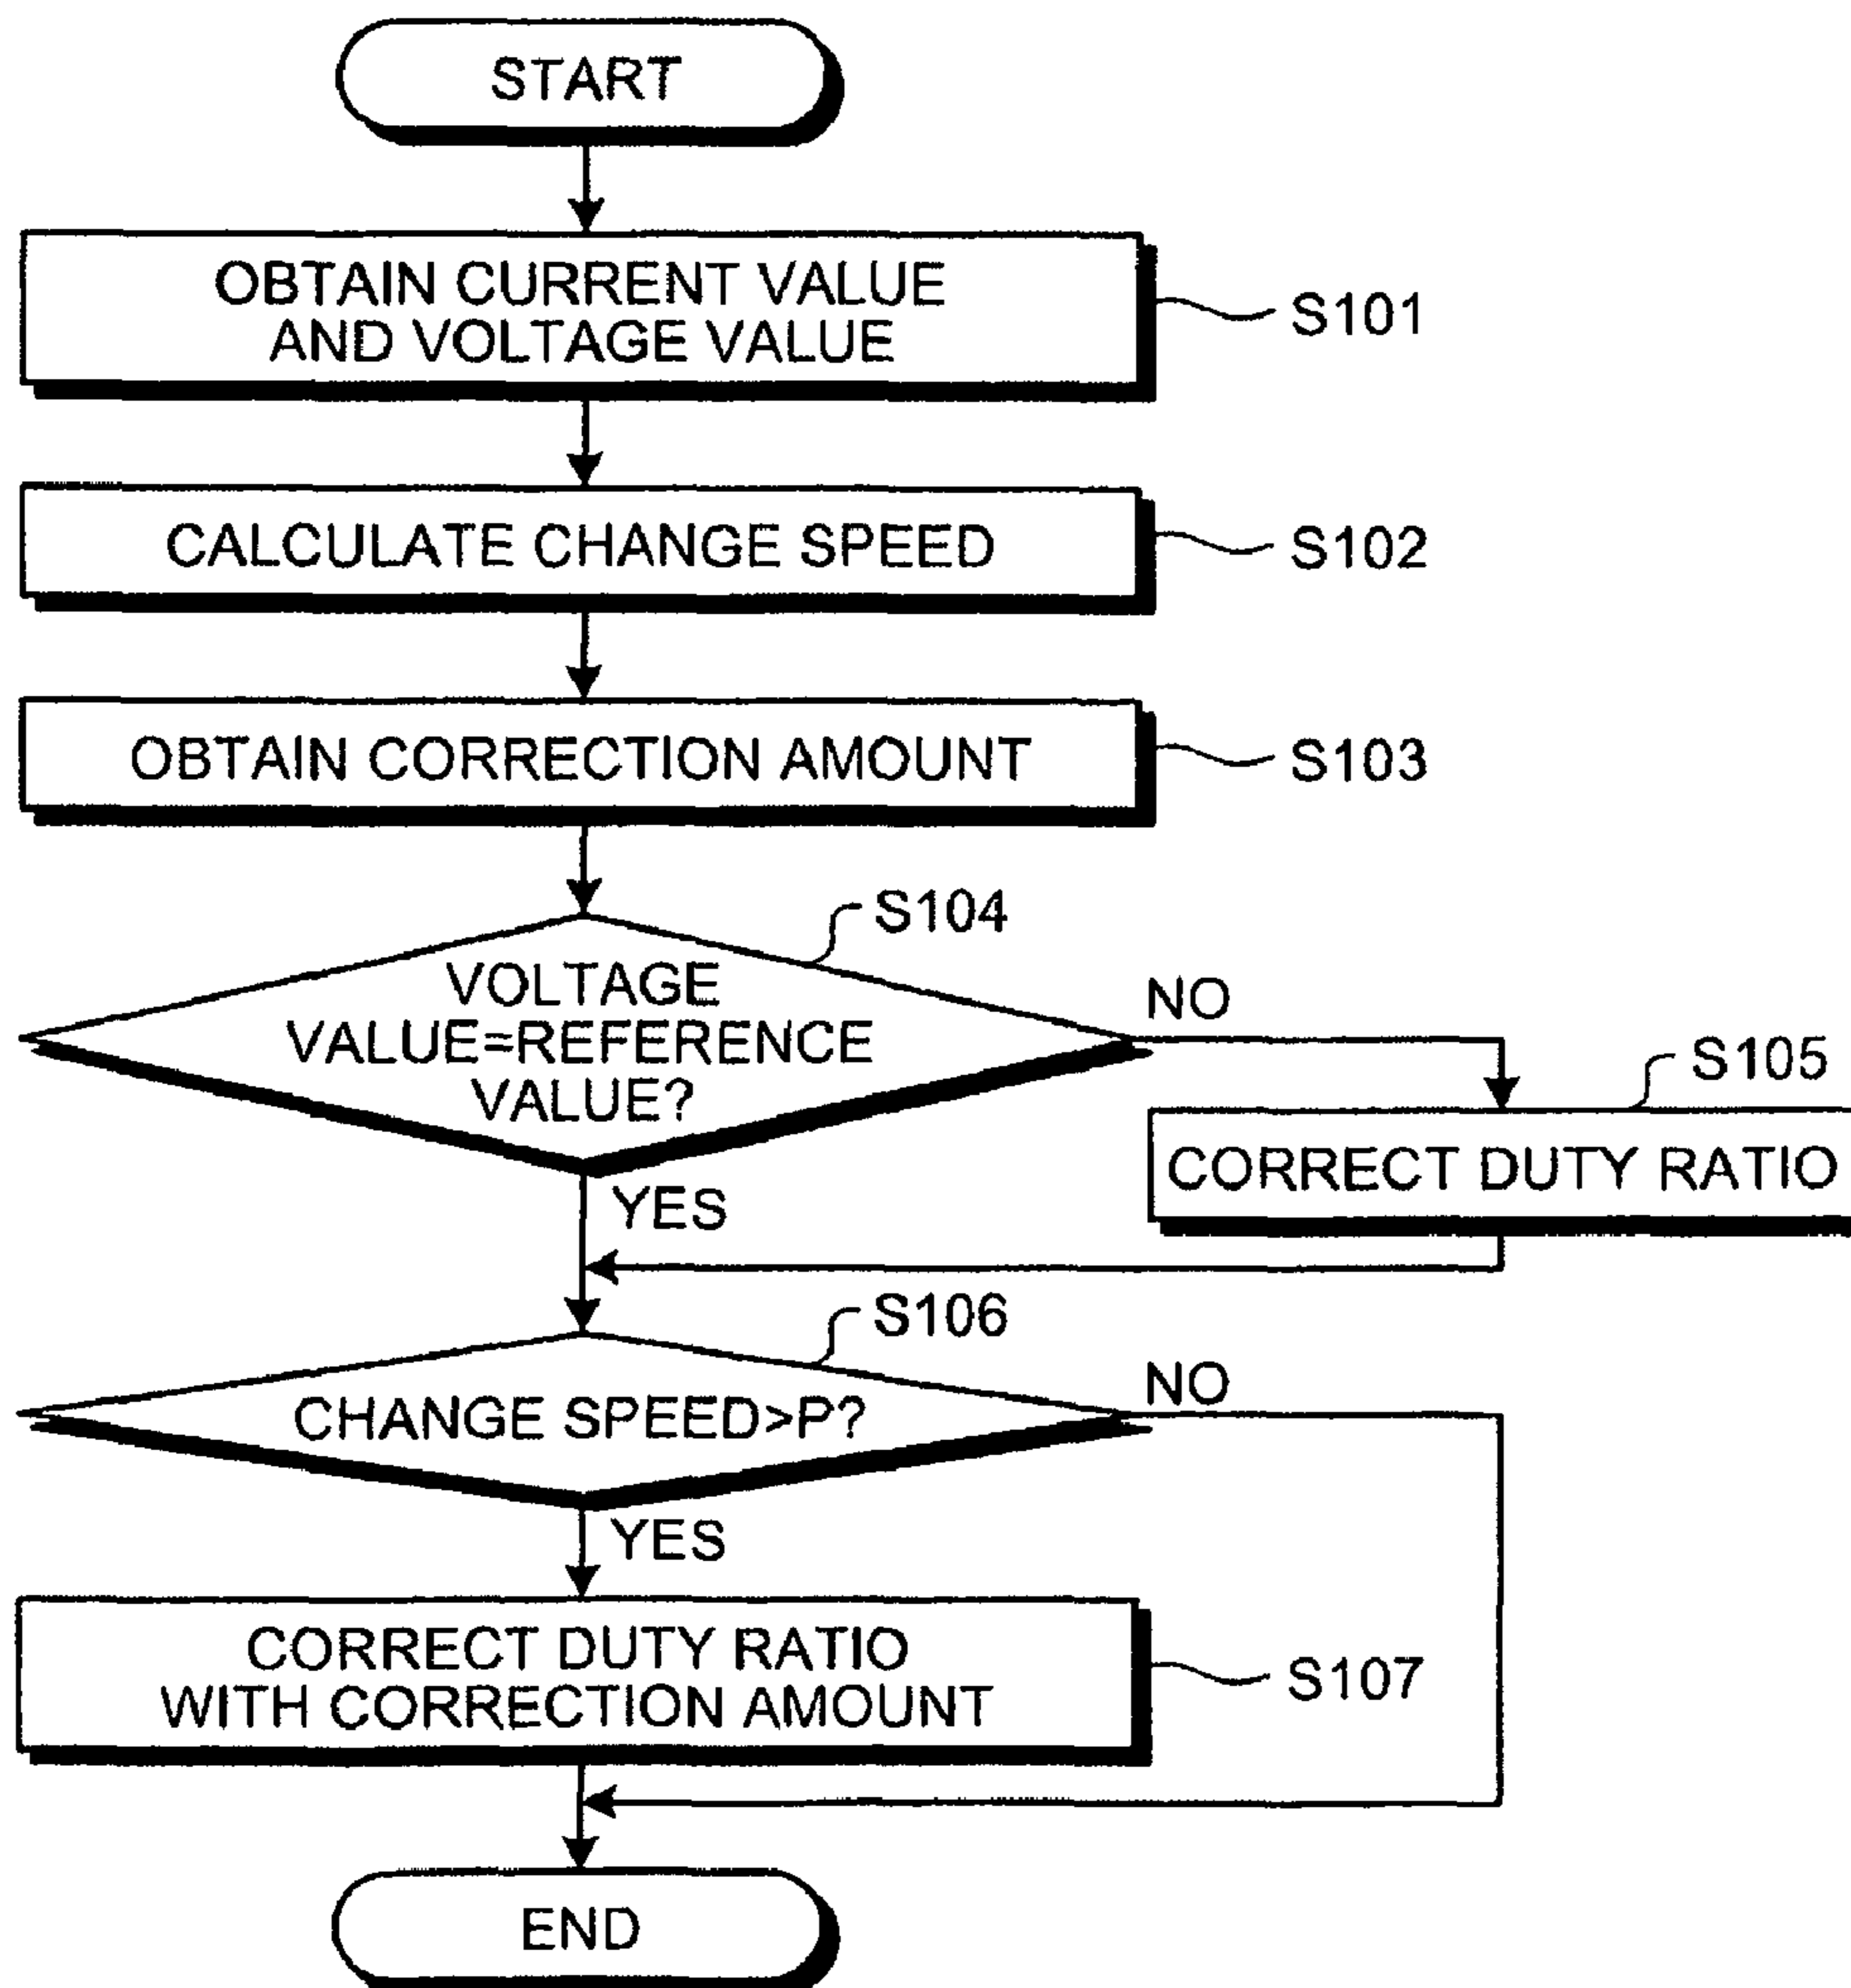 START
OBTAIN CURRENT VALUE
AND VOLTAGE VALUE
S101
CALCULATE CHANGE SPEED
S102
OBTAIN CORRECTION AMOUNT
S103
S104
VOLTAGE
VALUE=REFERENCE
VALUE?
NO
S105
CORRECT DUTY RATIO
YES
S106
CHANGE SPEED>P?
NO
YES
CORRECT DUTY RATIO
WITH CORRECTION AMOUNT
S107
END